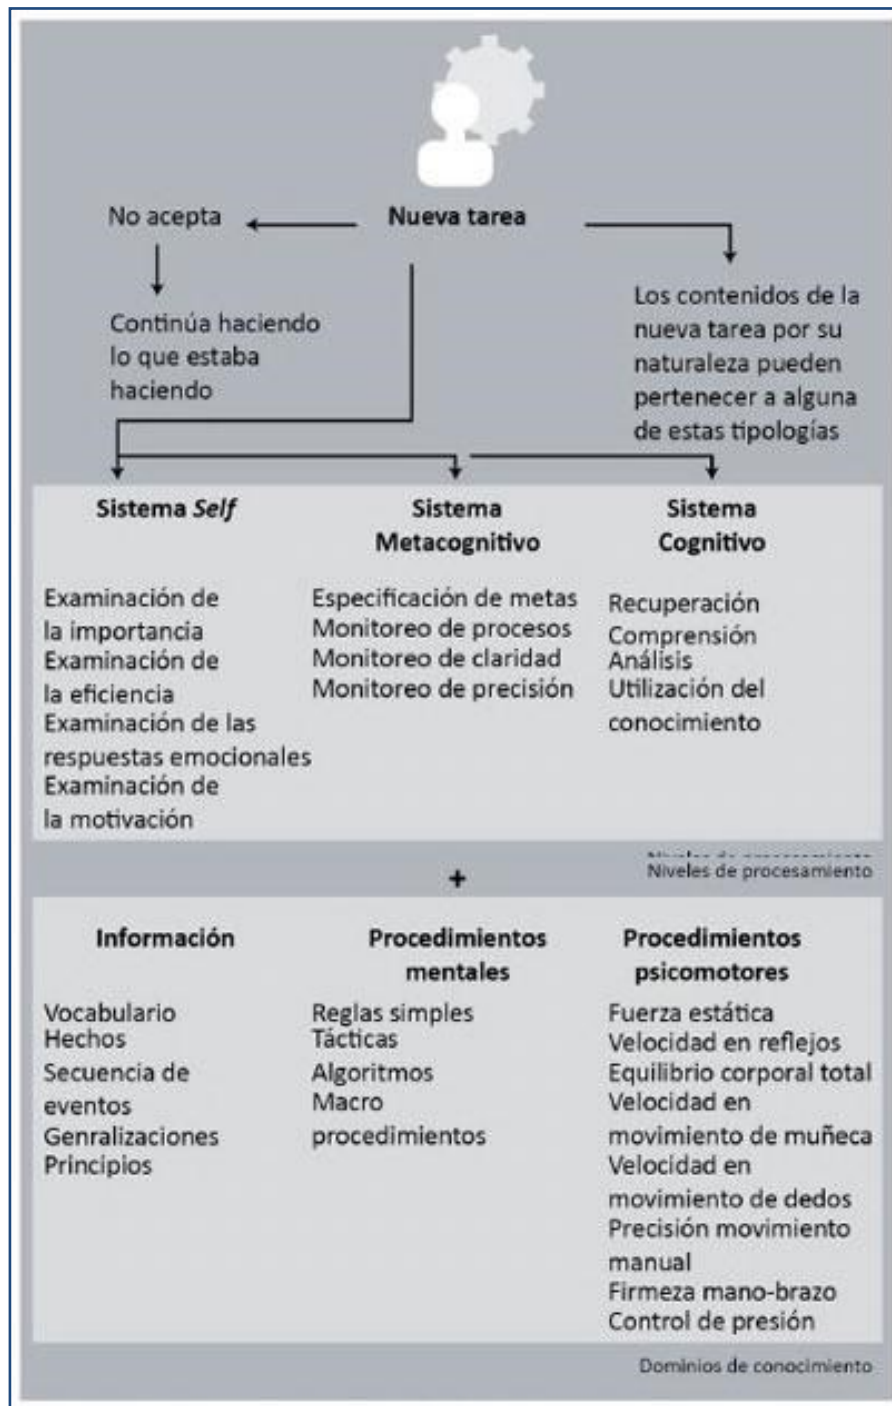 Nueva tarea
No acepta
Continúa haciendo
lo que estaba
haciendo
Los contenidos de la
nueva tarea por su
naturaleza pueden
pertenecer a alguna
de estas tipologías
Sistema Self
Examinación de
la importancia
Examinación de
la eficiencia
Examinación de las
respuestas emocionales
Examinación de
la motivación
Sistema
Metacognitivo
Especificación de metas
Monitoreo de procesos
Monitoreo de claridad
Monitoreo de precisión
Sistema
Cognitivo
Recuperación
Comprensión
Análisis
Utilización del
conocimiento
Niveles de procesamiento
+
Información
Vocabulario
Hechos
Secuencia de
eventos
Genralizaciones
Principios
Procedimientos
mentales
Reglas simples
Tácticas
Algoritmos
Macro
procedimientos
Procedimientos
psicomotores
Fuerza estática
Velocidad en reflejos
Equilibrio corporal total
Velocidad en
movimiento de muñeca
Velocidad en
movimiento de dedos
Precisión movimiento
manual
Firmeza mano-brazo
Control de presión
Dominios de conocimiento